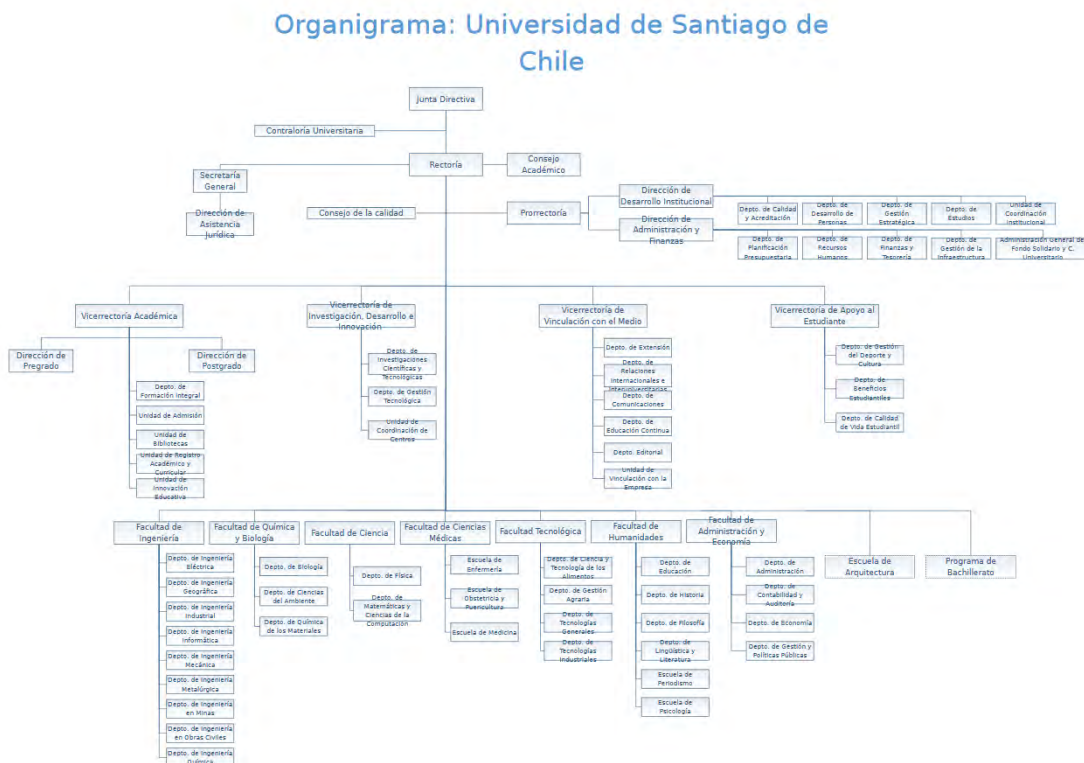 Organigrama: Universidad de Santiago de
Chile
Junta Directiva
Contraloría Universitaria
Rectoría
Consejo
Académico
Secretaría
General
Dirección de
Asistencia
Jurídica
Consejo de la calidad
Prorrectoría
Dirección de
Desarrollo Institucional
Dirección de
Administración y
Finanzas
Depto. de Calidad
y Acreditación
Depto. de
Desarrollo de
Personas
Depto. de
Gestión
Estratégica
Depto. de
Estudios
Unidad de
Coordinación
Institucional
Depto. de
Planificación
Presupuestaria
Depto. de
Recursos
Humanos
Depto. de
Finanzas y
Tesorería
Depto. de
Gestión de la
Infraestructura
Administración General de
Fondo Solidario y C.
Universitario
Vicerrectoría Académica
Vicerrectoría de
Investigación, Desarrollo e
Innovación
Vicerrectoría de
Vinculación con el Medio
Vicerrectoría de Apoyo al
Estudiante
Dirección de
Pregrado
Dirección de
Postgrado
Depto. de
Formación Integral
Unidad de Admisión
Unidad de
Bibliotecas
Unidad de Registro
Académico y
Curricular
Unidad de
Innovación
Educativa
Depto. de
Investigaciones
Científicas y
Tecnológicas
Depto. de Gestión
Tecnológica
Unidad de
Coordinación de
Centros
Depto. de Extensión
Depto. de
Relaciones
Internacionales e
Interuniversitarias
Depto. de
Comunicaciones
Depto. de
Educación Continua
Depto. Editorial
Unidad de
Vinculación con la
Empresa
Depto. de Gestión
del Deporte y
Cultura
Depto. de
Beneficios
Estudiantiles
Depto. de Calidad
de Vida Estudiantil
Facultad de
Ingeniería
Facultad de Química
y Biología
Facultad de Ciencia
Facultad de Ciencias
Médicas
Facultad Tecnológica
Facultad de
Humanidades
Facultad de
Administración y
Economía
Escuela de
Arquitectura
Programa de
Bachillerato
Depto. de Ingeniería
Eléctrica
Depto. de Ingeniería
Geográfica
Depto. de Ingeniería
Industrial
Depto. de Ingeniería
Informática
Depto. de Ingeniería
Mecánica
Depto. de Ingeniería
Metalúrgica
Depto. de Ingeniería
en Minas
Depto. de Ingeniería
en Obras Civiles
Depto. de Ingeniería
Química
Depto. de Biología
Depto. de Ciencias
del Ambiente
Depto. de Química
de los Materiales
Depto. de Física
Depto. de
Matemáticas y
Ciencias de la
Computación
Escuela de
Enfermería
Escuela de
Obstetricia y
Puericultura
Escuela de Medicina
Depto. de Ciencia y
Tecnología de los
Alimentos
Depto. de Gestión
Agraria
Depto. de
Tecnologías
Generales
Depto. de
Tecnologías
Industriales
Depto. de
Educación
Depto. de Historia
Depto. de Filosofía
Depto. de
Lingüística y
Literatura
Escuela de
Periodismo
Escuela de
Psicología
Depto. de
Administración
Depto. de
Contabilidad y
Auditoría
Depto. de Economía
Depto. de Gestión y
Políticas Públicas